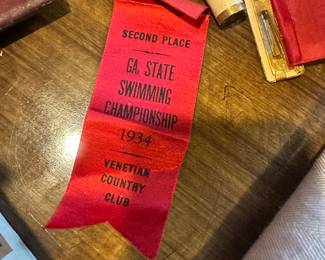 SECOND PLACE
GA. STATE
SWIMMING
CHAMPIONSHIP
1934
VENETIAN
COUNTRY
CLUB